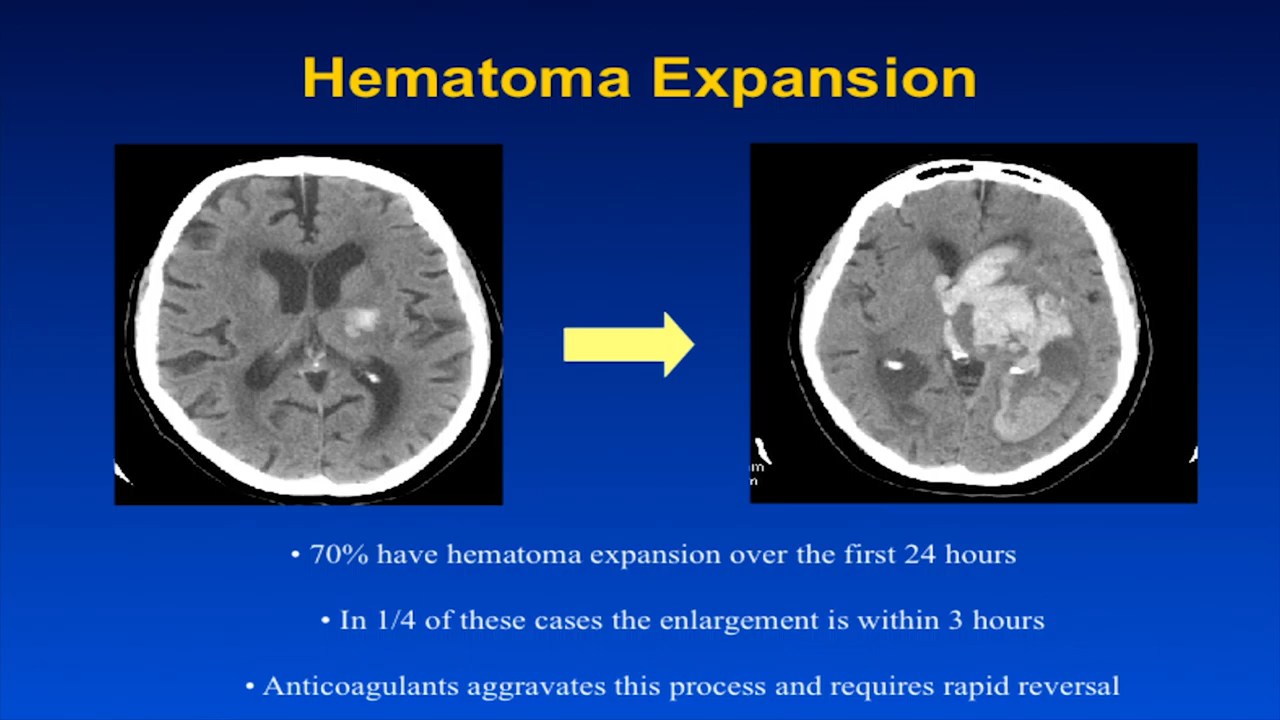 Hematoma Expansion
m
m
• 70% have hematoma expansion over the first 24 hours
• In 1/4 of these cases the enlargement is within 3 hours
• Anticoagulants aggravates this process and requires rapid reversal